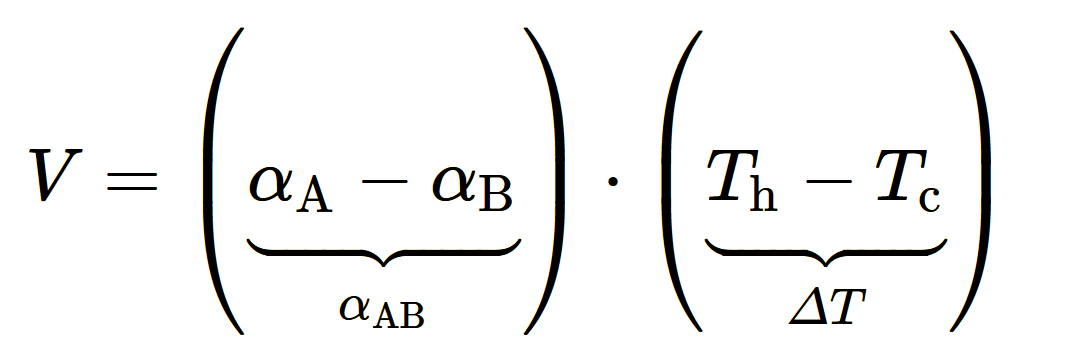 V = ( α_A − α_B ) · ( T_h − T_c )
α_AB ΔT